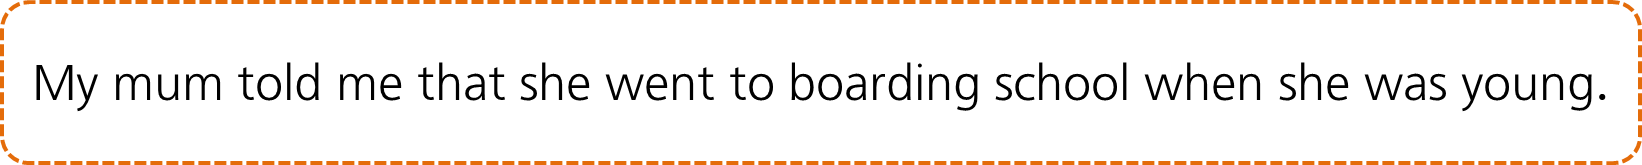 My mum told me that she went to boarding school when she was young.